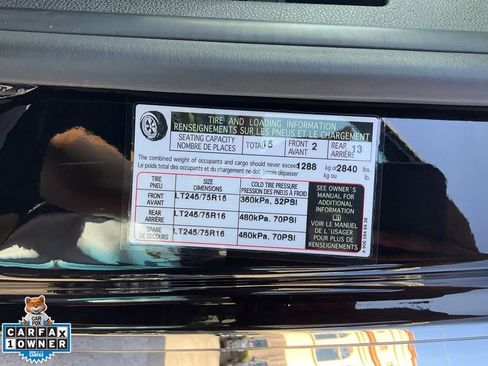 TIRE AND LOADING INFORMATION
RENSEIGNEMENTS SUR LES PNEUS ET LE CHARGEMENT
SEATING CAPACITY
NOMBRE DE PLACES
TOTAL 15
FRONT
AVANT 2
REAR
ARRIÈRE 13
The combined weight of occupants and cargo should never exceed 1288 kg or 2840 lbs.
Le poids total des occupants et du chargement ne doit jamais dépasser kg ou lb.
TIRE
PNEU
SIZE
DIMENSIONS
COLD TIRE PRESSURE
PRESSION DES PNEUS À FROID
FRONT
AVANT
LT245/75R16
360kPa, 52PSI
REAR
ARRIÈRE
LT245/75R16
480kPa, 70PSI
SPARE
DE SECOURS
LT245/75R16
480kPa, 70PSI
SEE OWNER'S
MANUAL FOR
ADDITIONAL
INFORMATION
VOIR LE MANUEL
DE L'USAGER
POUR PLUS DE
RENSEIGNEMENTS
CAR
FOX
CARFAX
1 OWNER
CARFAX